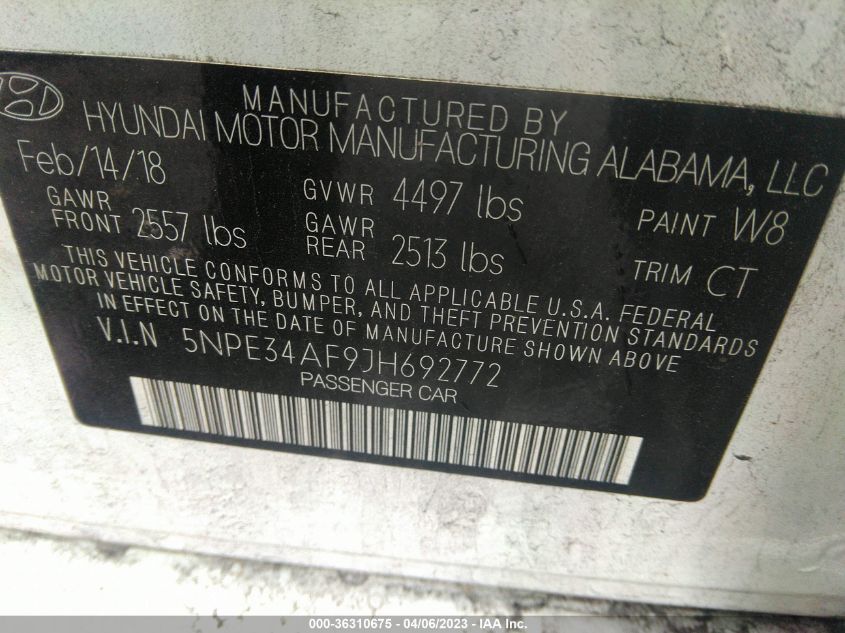 MANUFACTURED BY
HYUNDAI MOTOR MANUFACTURING ALABAMA, LLC
Feb/14/18
GVWR 4497 lbs
PAINT W8
GAWR FRONT 2557 lbs
GAWR REAR 2513 lbs
TRIM CT
THIS VEHICLE CONFORMS TO ALL APPLICABLE U.S.A. FEDERAL
MOTOR VEHICLE SAFETY, BUMPER, AND THEFT PREVENTION STANDARDS
IN EFFECT ON THE DATE OF MANUFACTURE SHOWN ABOVE
V.I.N 5NPE34AF9JH692772
PASSENGER CAR
000-36310675 - 04/06/2023 - IAA Inc.